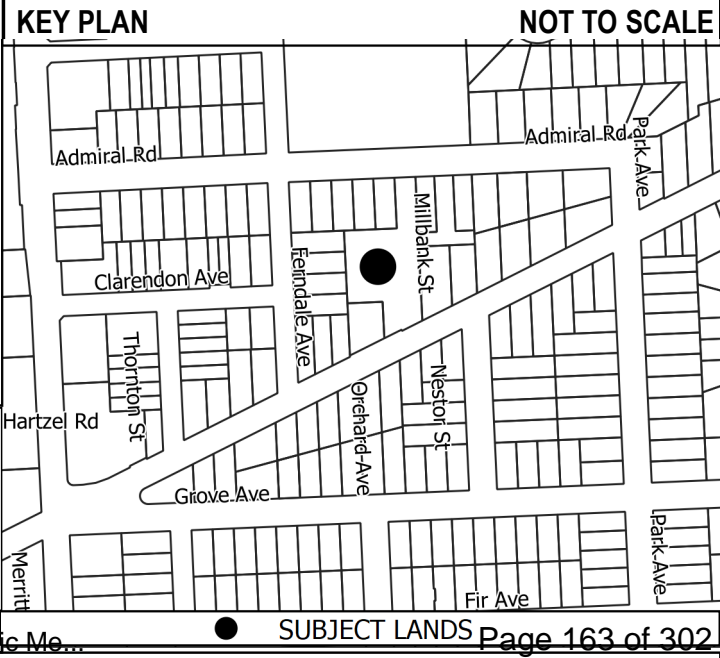 KEY PLAN
NOT TO SCALE
Admiral Rd
Park Ave
Admiral Rd
Millbank St
Clarendon Ave
Ferndale Ave
Thornton St
Nestor St
Orchard Ave
Hartzel Rd
Grove Ave
Park Ave
Merritt
Fir Ave
SUBJECT LANDS
ic Me...
Page 163 of 302